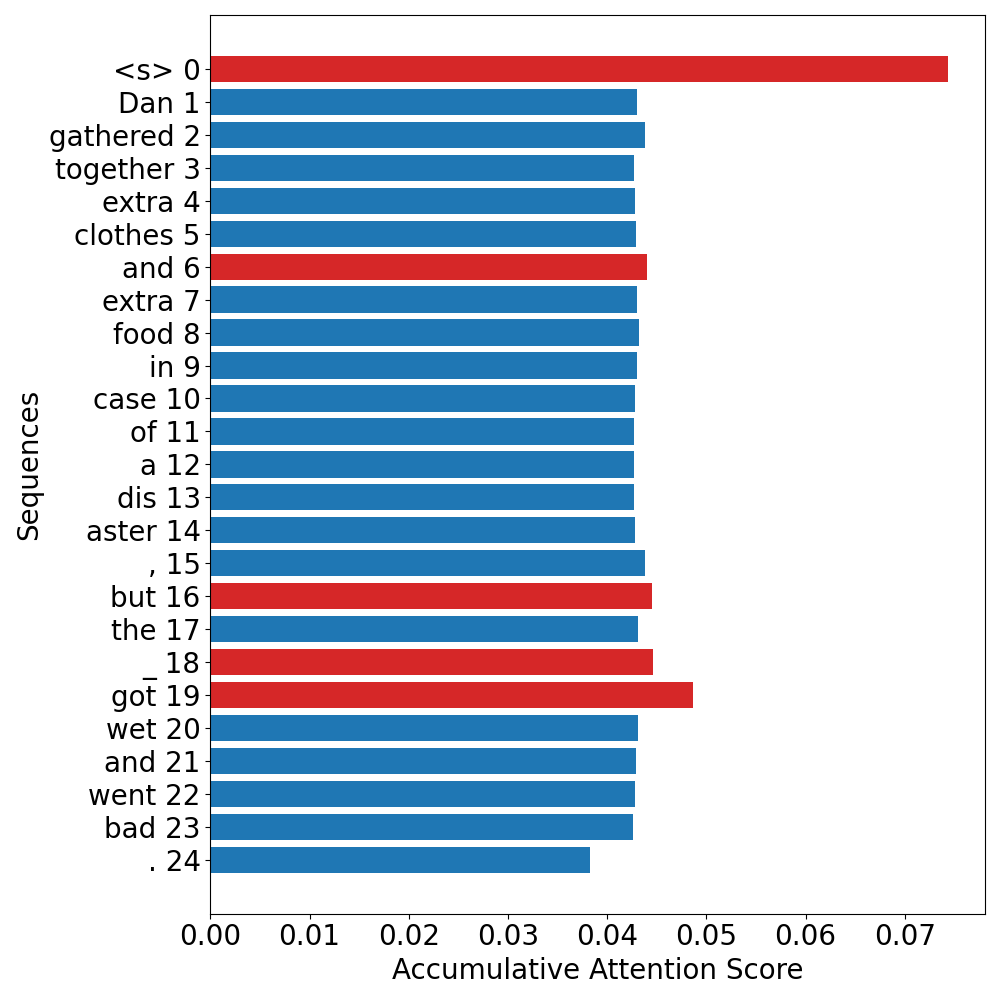 <s> 0
Dan 1
gathered 2
together 3
extra 4
clothes 5
and 6
extra 7
food 8
in 9
case 10
of 11
a 12
dis 13
aster 14
, 15
but 16
the 17
_ 18
got 19
wet 20
and 21
went 22
bad 23
. 24
Sequences
0.00 0.01 0.02 0.03 0.04 0.05 0.06 0.07
Accumulative Attention Score